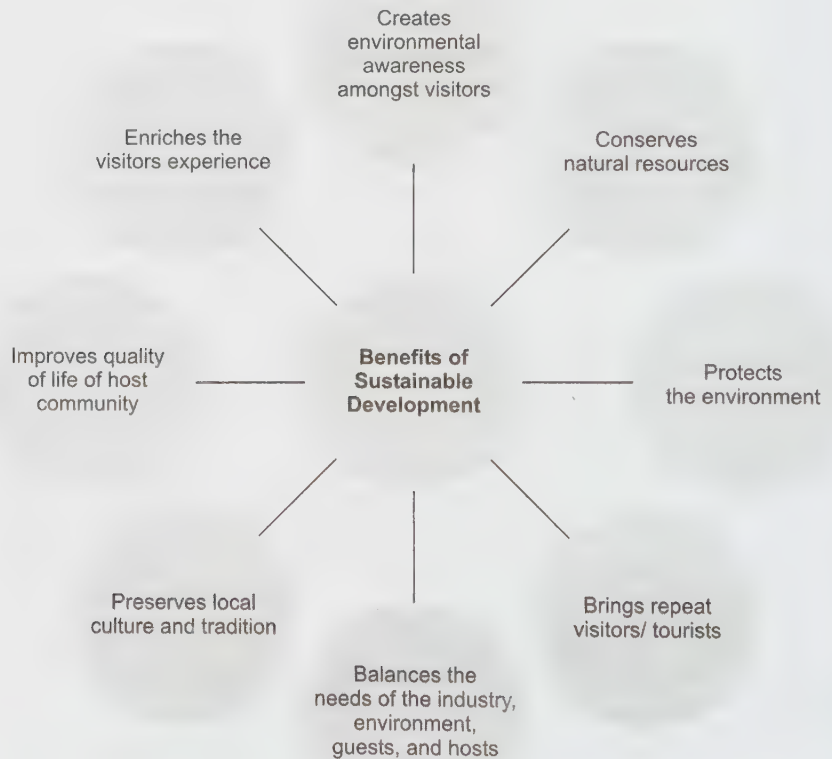 Creates
environmental
awareness
amongst visitors
Enriches the
visitors experience
Conserves
natural resources
Improves quality
of life of host
community
Benefits of
Sustainable
Development
Protects
the environment
Preserves local
culture and tradition
Brings repeat
visitors/ tourists
Balances the
needs of the industry,
environment,
guests, and hosts